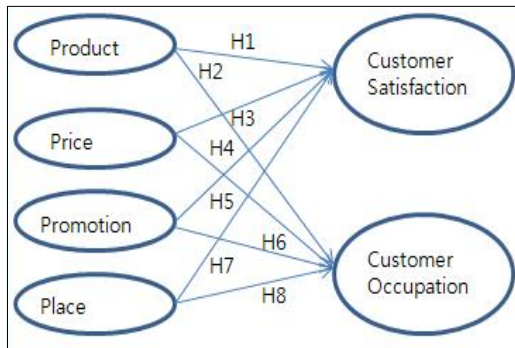 Product
H1
Customer
Satisfaction
H2
Price
H3
H4
Promotion
H5
H6
Customer
Occupation
H7
Place
H8